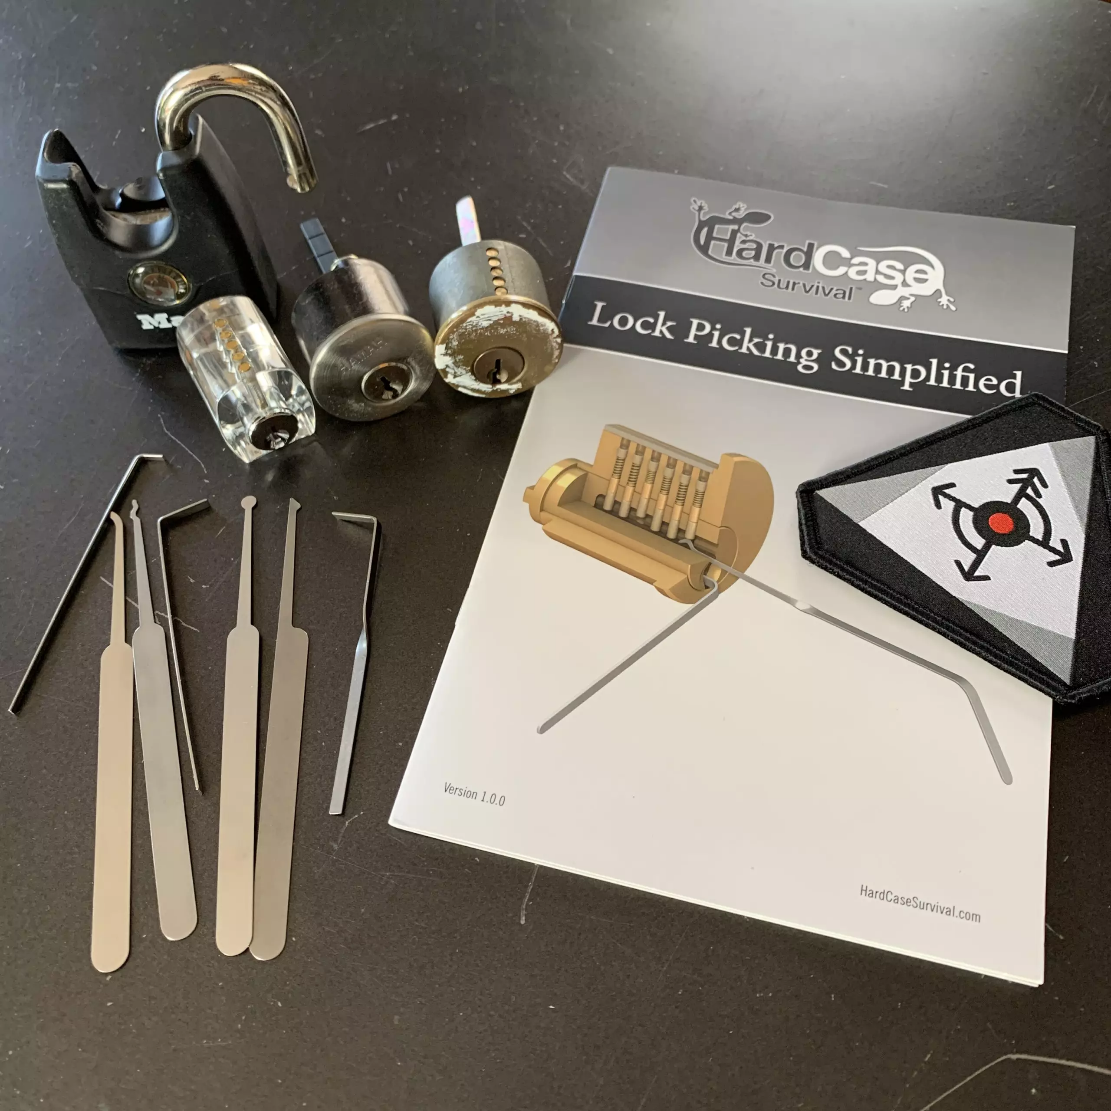 HardCase
Survival™
Lock Picking Simplified
Version 1.0.0
HardCaseSurvival.com